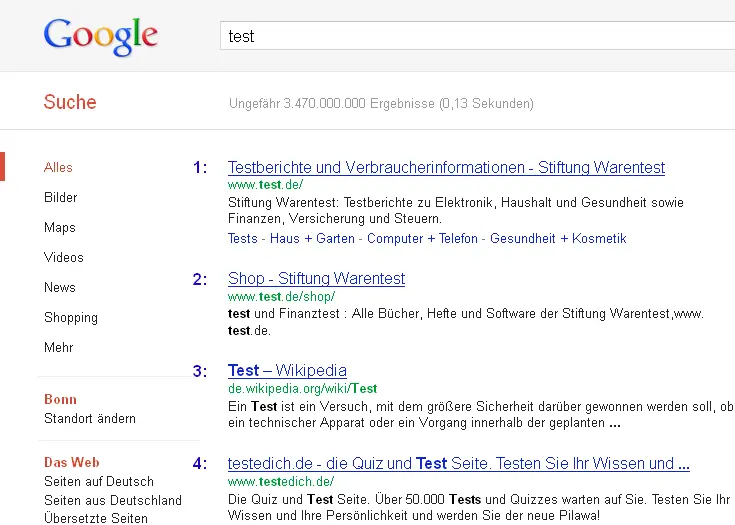 Google
test
Suche
Ungefähr 3.470.000.000 Ergebnisse (0,13 Sekunden)
Alles
Bilder
Maps
Videos
News
Shopping
Mehr
Bonn
Standort ändern
Das Web
Seiten auf Deutsch
Seiten aus Deutschland
Übersetzte Seiten
1: Testberichte und Verbraucherinformationen - Stiftung Warentest
www.test.de/
Stiftung Warentest: Testberichte zu Elektronik, Haushalt und Gesundheit sowie
Finanzen, Versicherung und Steuern.
Tests - Haus + Garten - Computer + Telefon - Gesundheit + Kosmetik
2: Shop - Stiftung Warentest
www.test.de/shop/
test und Finanztest : Alle Bücher, Hefte und Software der Stiftung Warentest,www.
test.de.
3: Test – Wikipedia
de.wikipedia.org/wiki/Test
Ein Test ist ein Versuch, mit dem größere Sicherheit darüber gewonnen werden soll, ob
ein technischer Apparat oder ein Vorgang innerhalb der geplanten ...
4: testedich.de - die Quiz und Test Seite. Testen Sie Ihr Wissen und ...
www.testedich.de/
Die Quiz und Test Seite. Über 50.000 Tests und Quizzes warten auf Sie. Testen Sie Ihr
Wissen und Ihre Persönlichkeit und werden Sie der neue Pilawa!